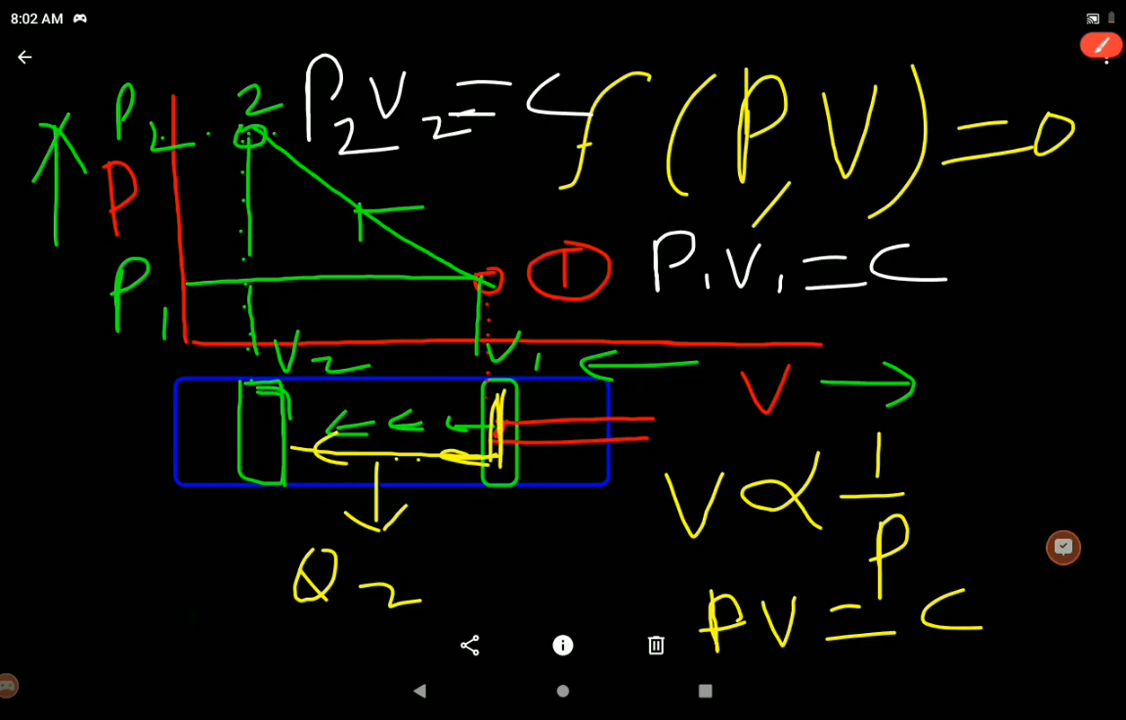 8:02 AM
P2 2 P2V2 = C f(P, V) = 0
P
P1 1 P1V1 = C
V2 V1 V
V ∝ 1/P
Q2
PV = C